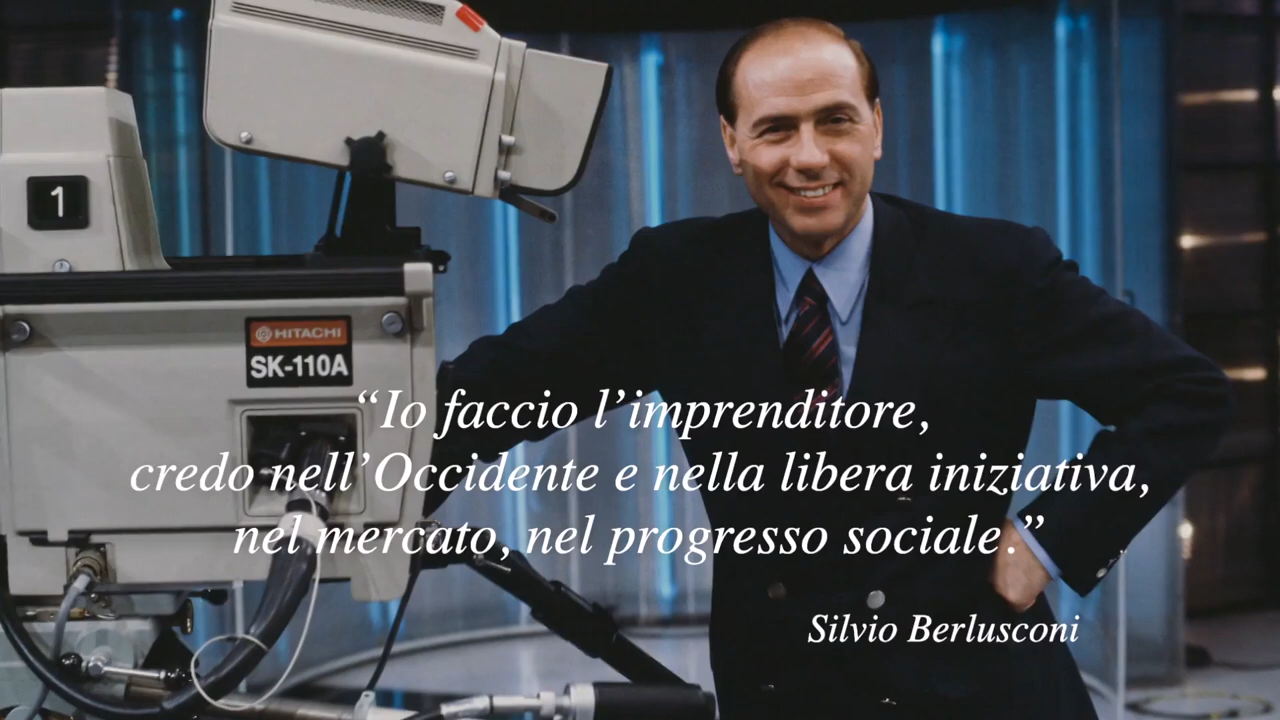 1
HITACHI
SK-110A
“Io faccio l’imprenditore,
credo nell’Occidente e nella libera iniziativa,
nel mercato, nel progresso sociale.”
Silvio Berlusconi